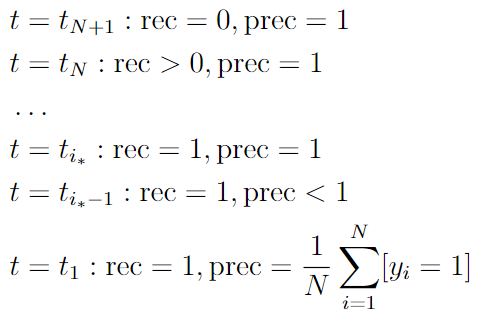 t = t_{N+1} : rec = 0, prec = 1
t = t_N : rec > 0, prec = 1
...
t = t_{i_*} : rec = 1, prec = 1
t = t_{i_*-1} : rec = 1, prec < 1
t = t_1 : rec = 1, prec = \frac{1}{N} \sum_{i=1}^{N} [y_i = 1]